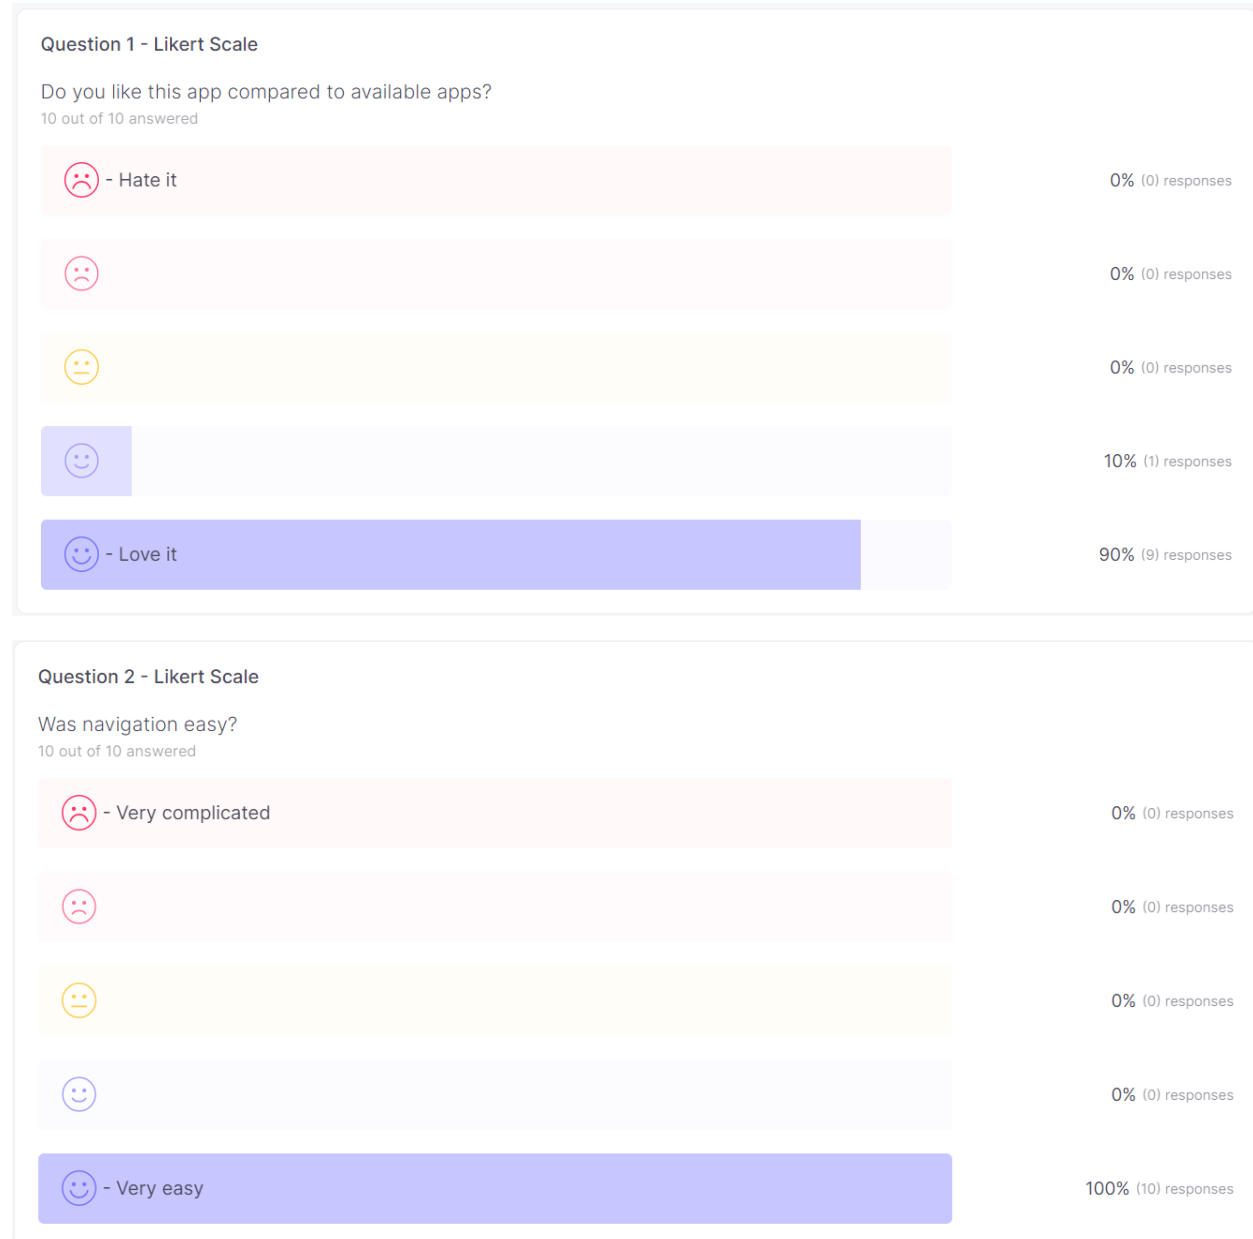 Question 1 - Likert Scale
Do you like this app compared to available apps?
10 out of 10 answered
- Hate it 0% (0) responses
0% (0) responses
0% (0) responses
10% (1) responses
- Love it 90% (9) responses
Question 2 - Likert Scale
Was navigation easy?
10 out of 10 answered
- Very complicated 0% (0) responses
0% (0) responses
0% (0) responses
0% (0) responses
- Very easy 100% (10) responses